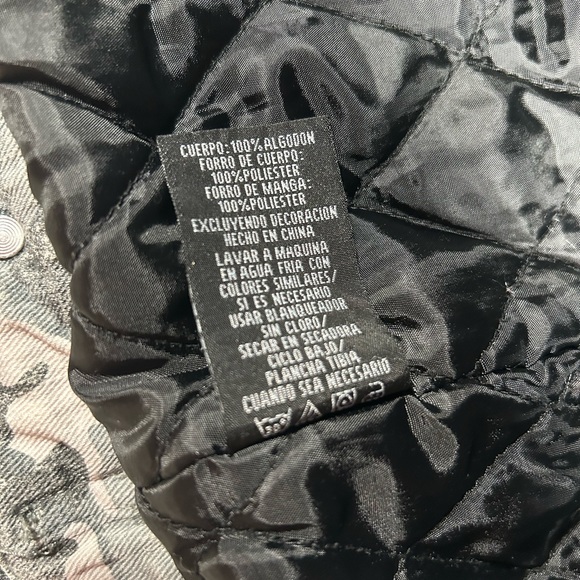 CUERPO:100%ALGODON
FORRO DE CUERPO:
100%POLIESTER
FORRO DE MANGA:
100%POLIESTER
EXCLUYENDO DECORACION
HECHO EN CHINA
LAVAR A MAQUINA
EN AGUA FRIA CON
COLORES SIMILARES/
SI ES NECESARIO
USAR BLANQUEADOR
SIN CLORO/
SECAR EN SECADORA
CICLO BAJO/
PLANCHA TIBIA
CUANDO SEA NECESARIO